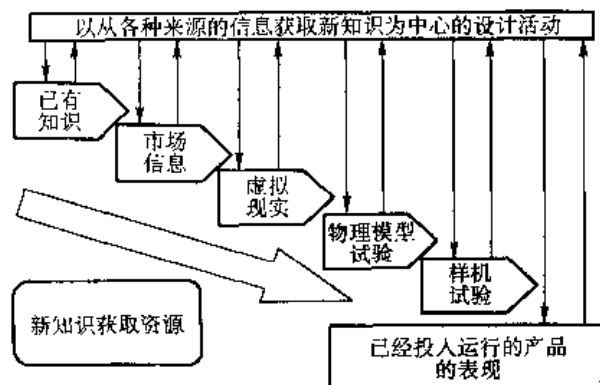 以从各种来源的信息获取新知识为中心的设计活动
已有
知识
市场
信息
虚拟
现实
物理模型
试验
样机
试验
新知识获取资源
已经投入运行的产品
的表现